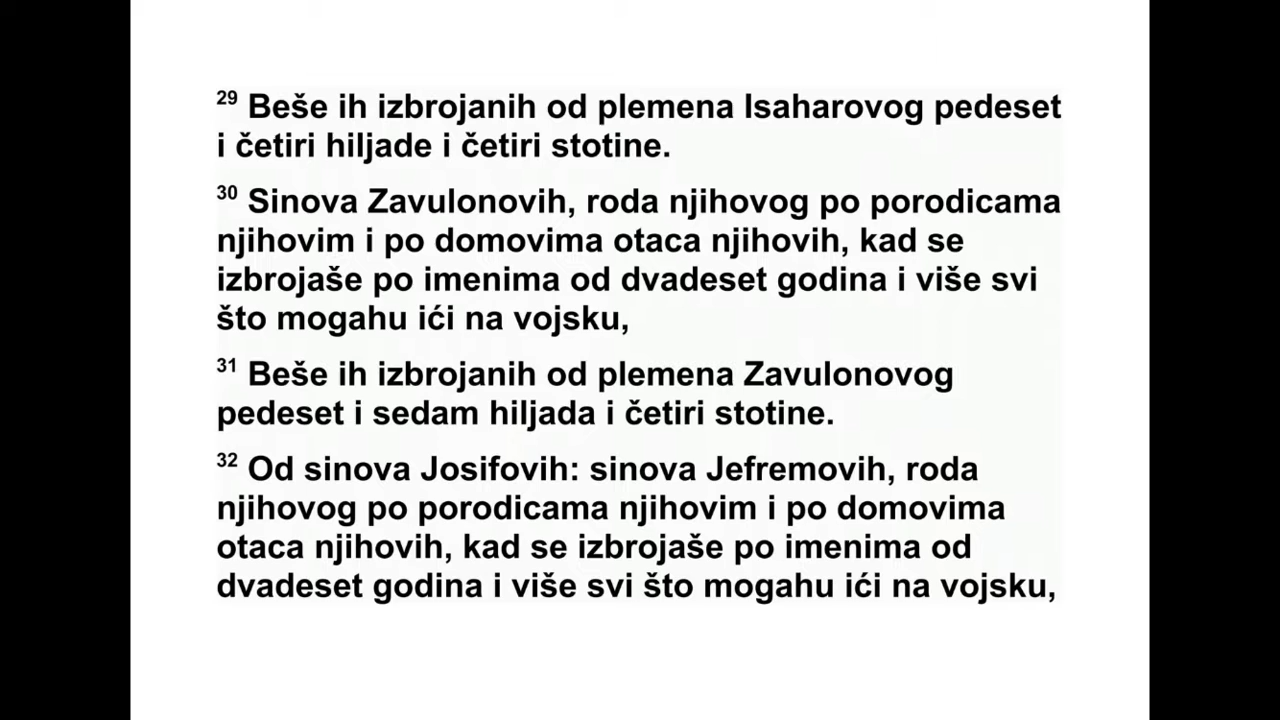 29 Beše ih izbrojanih od plemena Isaharovog pedeset
i četiri hiljade i četiri stotine.
30 Sinova Zavulonovih, roda njihovog po porodicama
njihovim i po domovima otaca njihovih, kad se
izbrojaše po imenima od dvadeset godina i više svi
što mogahu ići na vojsku,
31 Beše ih izbrojanih od plemena Zavulonovog
pedeset i sedam hiljada i četiri stotine.
32 Od sinova Josifovih: sinova Jefremovih, roda
njihovog po porodicama njihovim i po domovima
otaca njihovih, kad se izbrojaše po imenima od
dvadeset godina i više svi što mogahu ići na vojsku,